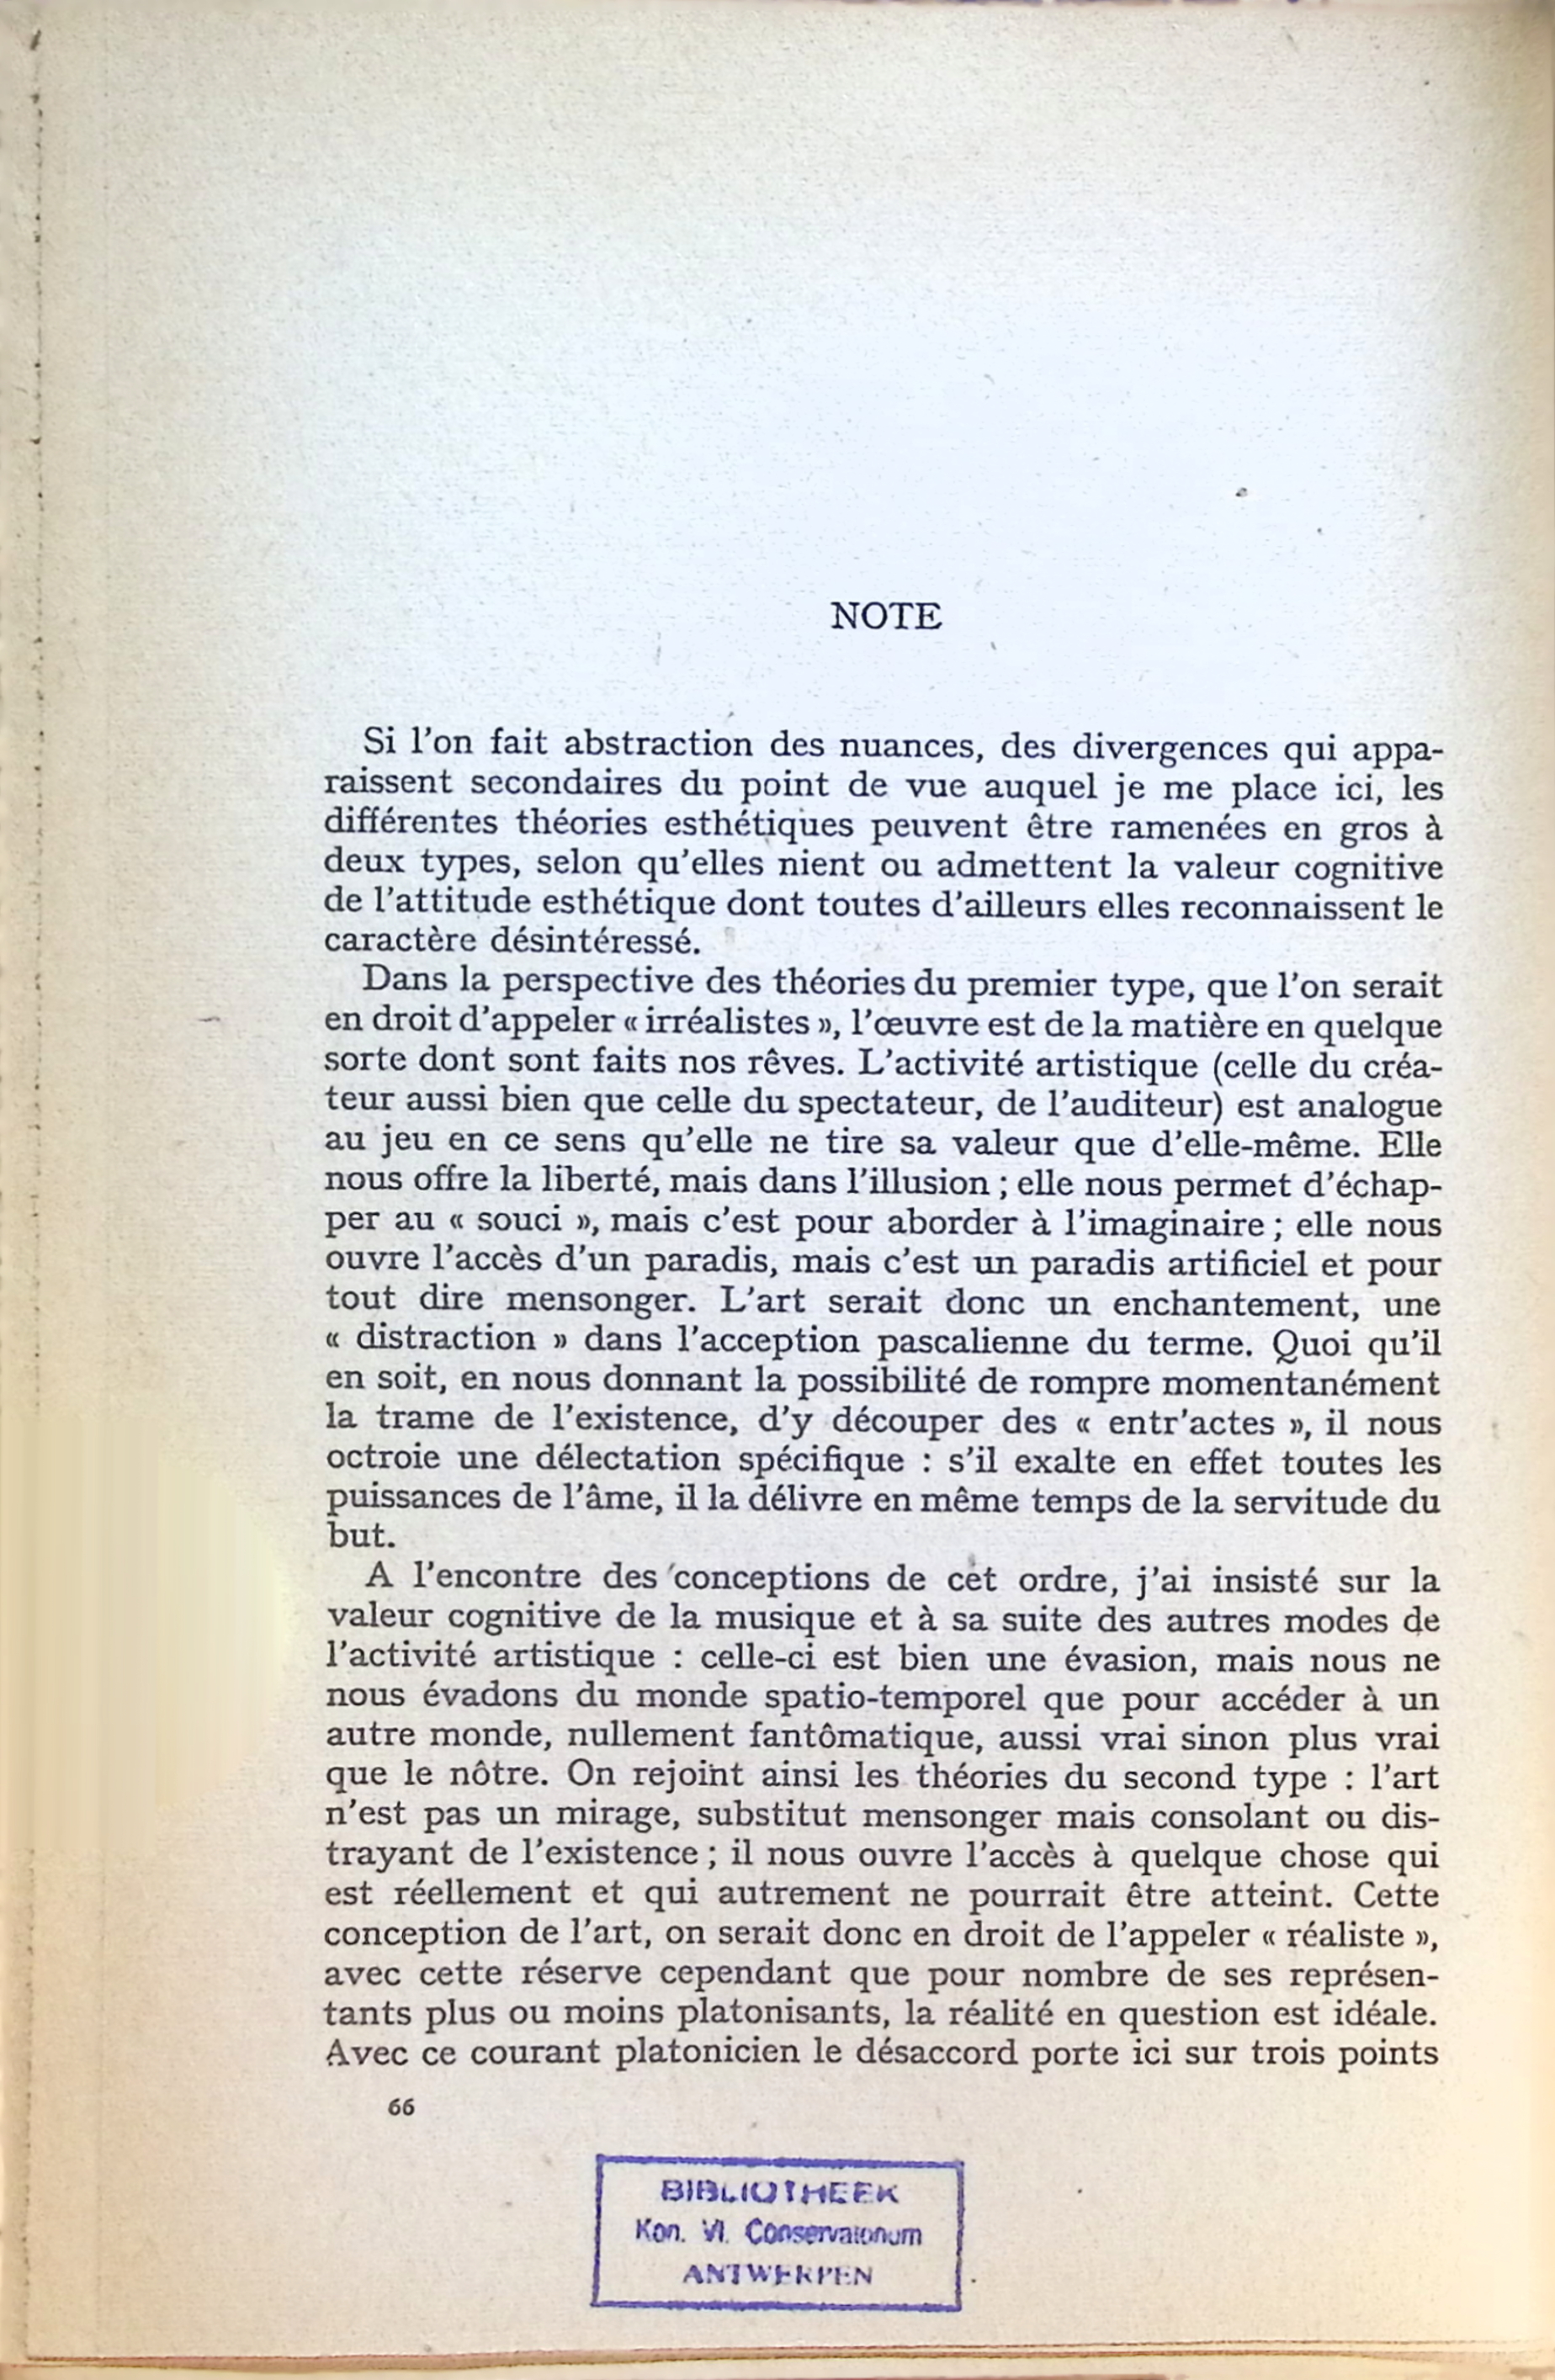 NOTE
Si l'on fait abstraction des nuances, des divergences qui appa-
raissent secondaires du point de vue auquel je me place ici, les
différentes théories esthétiques peuvent être ramenées en gros à
deux types, selon qu'elles nient ou admettent la valeur cognitive
de l'attitude esthétique dont toutes d'ailleurs elles reconnaissent le
caractère désintéressé.
Dans la perspective des théories du premier type, que l'on serait
en droit d'appeler « irréalistes », l'œuvre est de la matière en quelque
sorte dont sont faits nos rêves. L'activité artistique (celle du créa-
teur aussi bien que celle du spectateur, de l'auditeur) est analogue
au jeu en ce sens qu'elle ne tire sa valeur que d'elle-même. Elle
nous offre la liberté, mais dans l'illusion ; elle nous permet d'échap-
per au « souci », mais c'est pour aborder à l'imaginaire ; elle nous
ouvre l'accès d'un paradis, mais c'est un paradis artificiel et pour
tout dire mensonger. L'art serait donc un enchantement, une
« distraction » dans l'acception pascalienne du terme. Quoi qu'il
en soit, en nous donnant la possibilité de rompre momentanément
la trame de l'existence, d'y découper des « entr'actes », il nous
octroie une délectation spécifique : s'il exalte en effet toutes les
puissances de l'âme, il la délivre en même temps de la servitude du
but.
A l'encontre des conceptions de cet ordre, j'ai insisté sur la
valeur cognitive de la musique et à sa suite des autres modes de
l'activité artistique : celle-ci est bien une évasion, mais nous ne
nous évadons du monde spatio-temporel que pour accéder à un
autre monde, nullement fantômatique, aussi vrai sinon plus vrai
que le nôtre. On rejoint ainsi les théories du second type : l'art
n'est pas un mirage, substitut mensonger mais consolant ou dis-
trayant de l'existence ; il nous ouvre l'accès à quelque chose qui
est réellement et qui autrement ne pourrait être atteint. Cette
conception de l'art, on serait donc en droit de l'appeler « réaliste »,
avec cette réserve cependant que pour nombre de ses représen-
tants plus ou moins platonisants, la réalité en question est idéale.
Avec ce courant platonicien le désaccord porte ici sur trois points
66
BIBLIOTHEEK
Kon. Vl. Conservatorium
ANTWERPEN